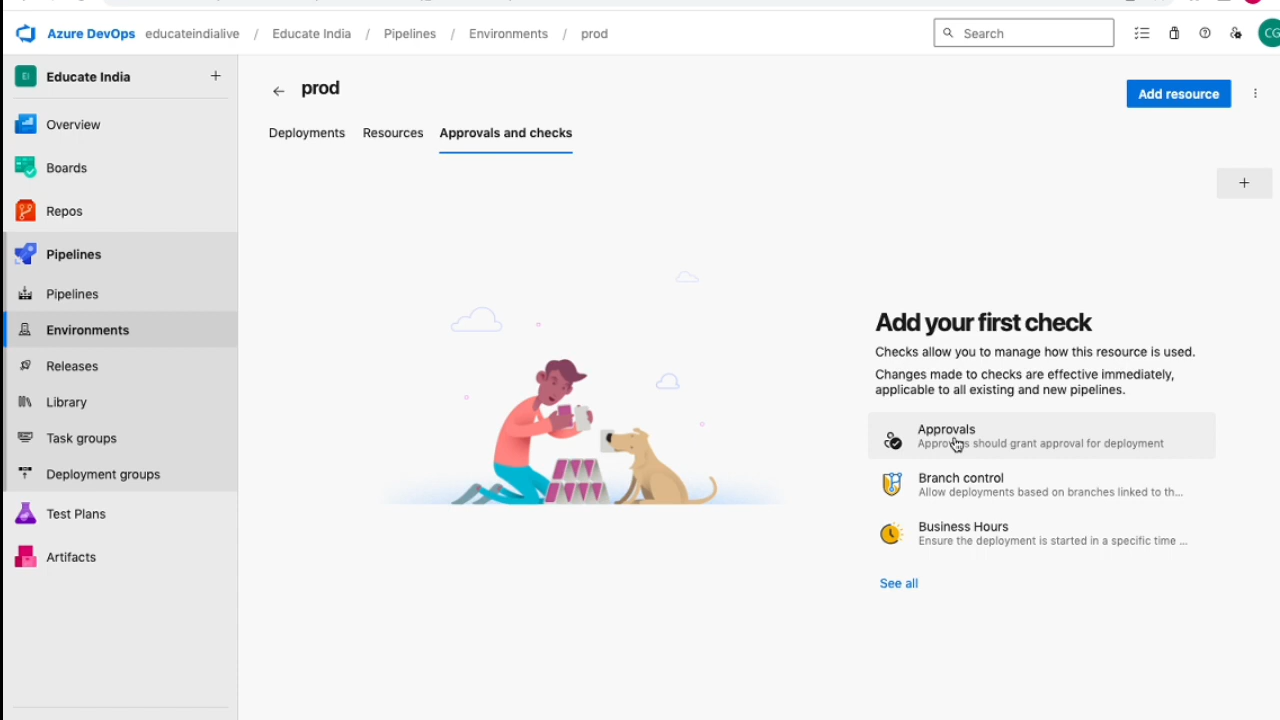 Azure DevOps educateindialive / Educate India / Pipelines / Environments / prod
Search
CG
EI Educate India +
Overview
Boards
Repos
Pipelines
Pipelines
Environments
Releases
Library
Task groups
Deployment groups
Test Plans
Artifacts
prod
Add resource
Deployments Resources Approvals and checks
+
Add your first check
Checks allow you to manage how this resource is used.
Changes made to checks are effective immediately,
applicable to all existing and new pipelines.
Approvals
should grant approval for deployment
Branch control
Allow deployments based on branches linked to th...
Business Hours
Ensure the deployment is started in a specific time ...
See all